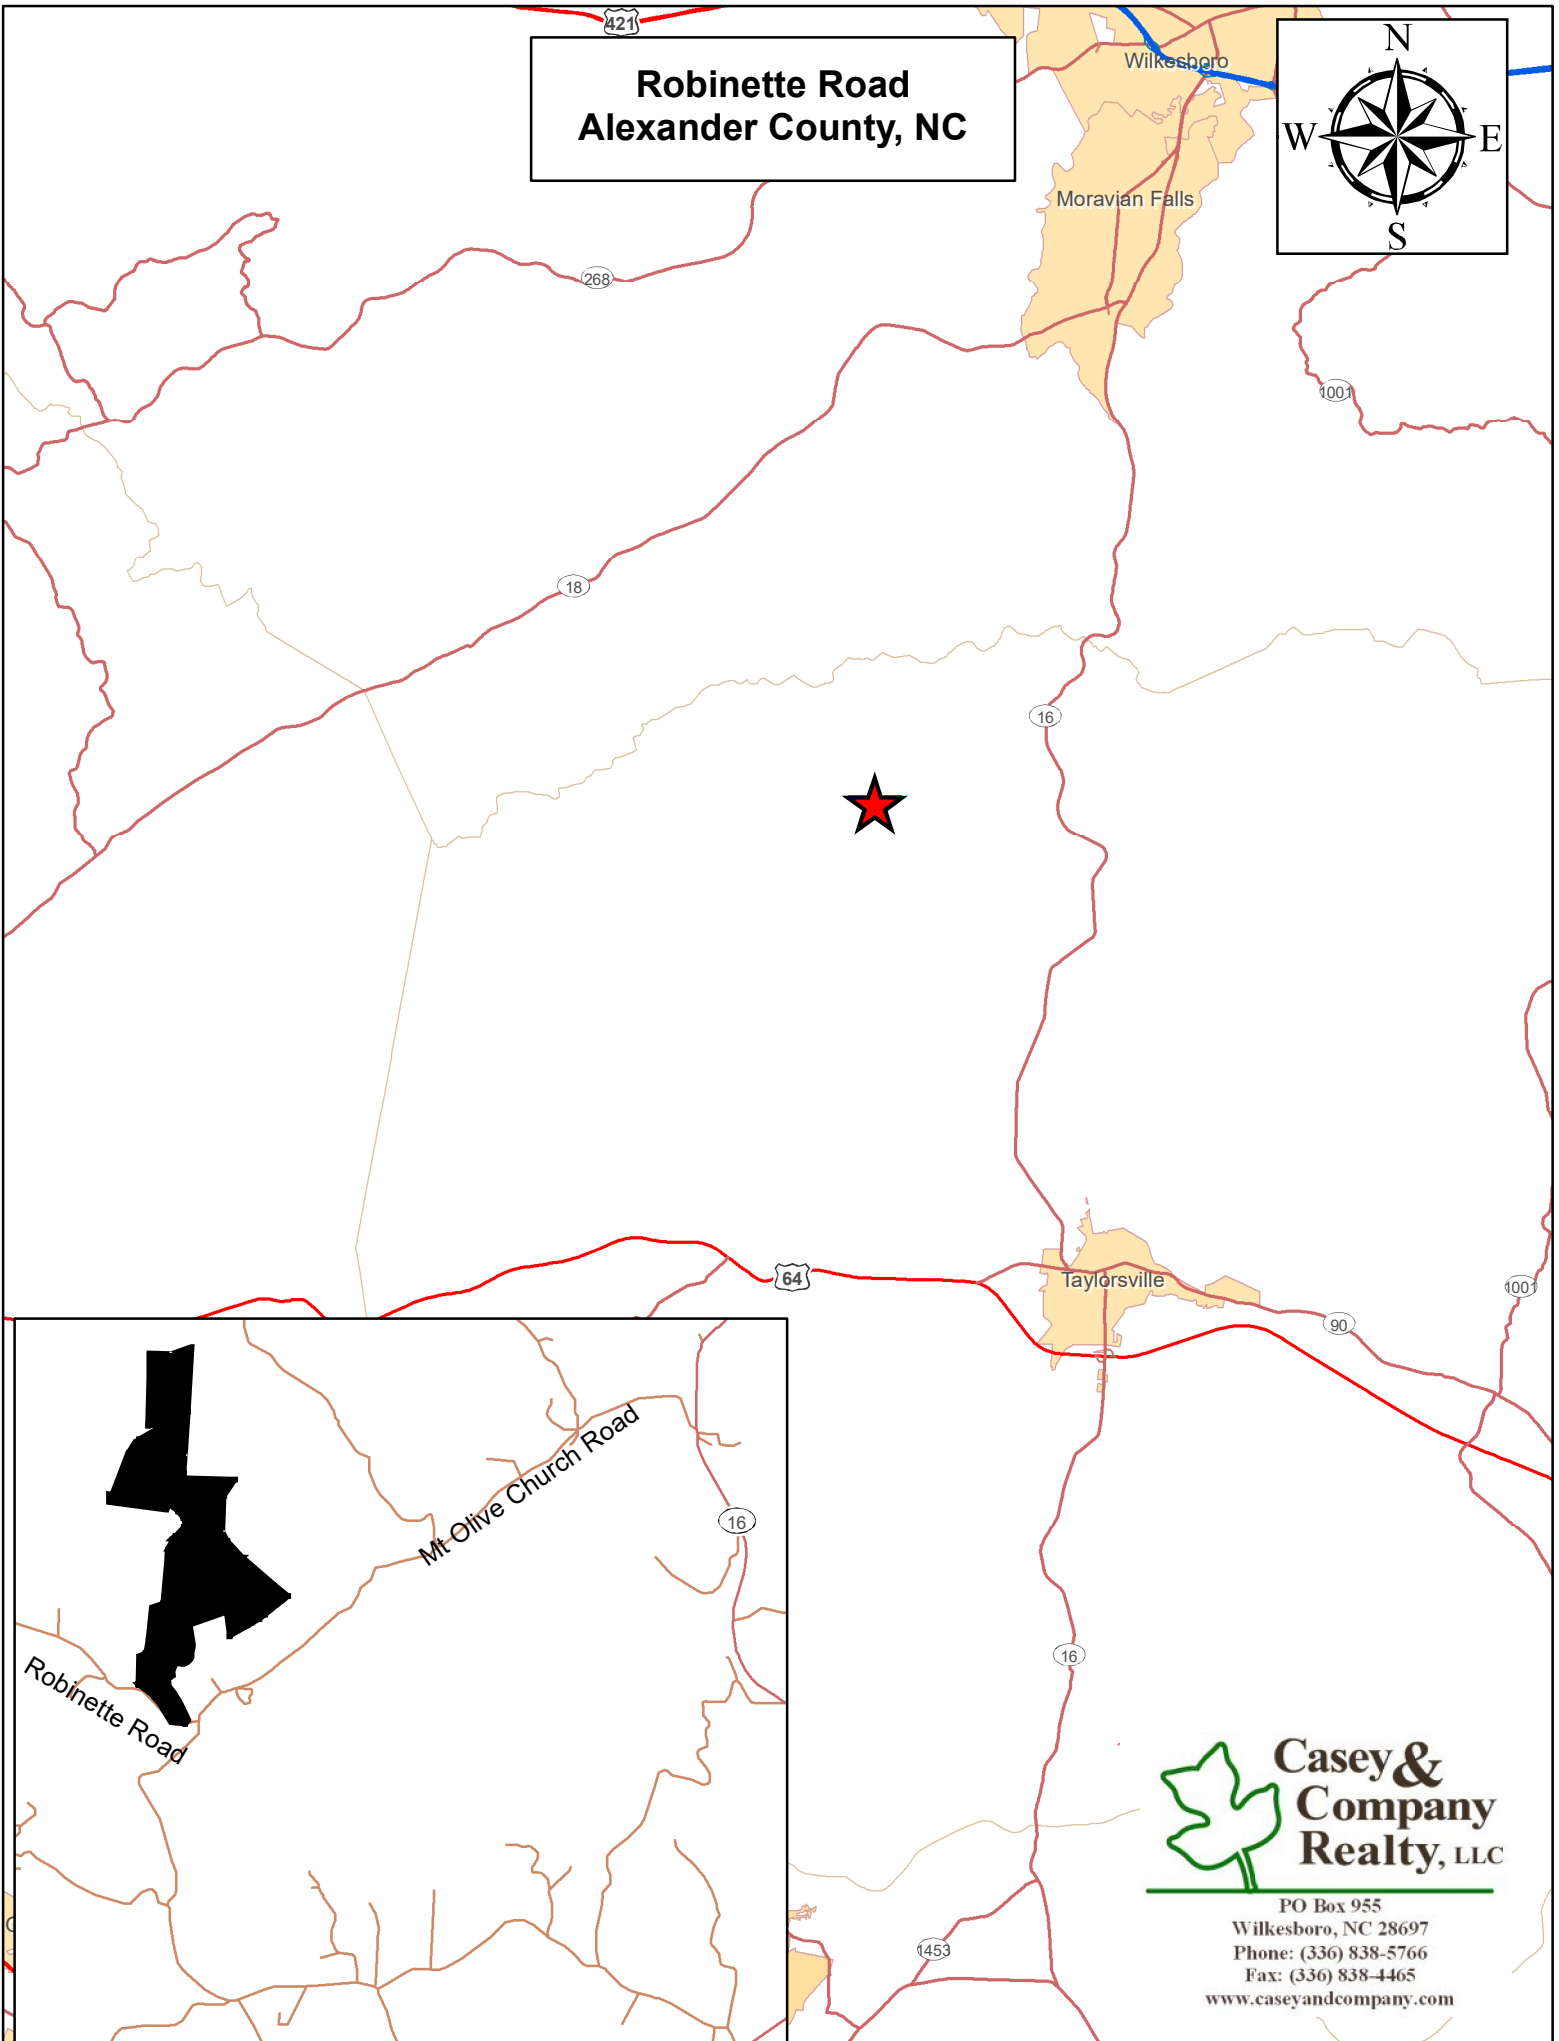 421
Robinette Road
Alexander County, NC
Wilkesboro
N
W
E
S
Moravian Falls
268
1001
18
16
64
Taylorsville
1001
90
Mt Olive Church Road
16
Robinette Road
16
1453
Casey &
Company
Realty, LLC
PO Box 955
Wilkesboro, NC 28697
Phone: (336) 838-5766
Fax: (336) 838-4465
www.caseyandcompany.com